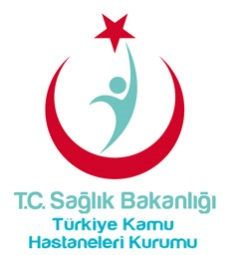 T.C. Sağlık Bakanlığı
Türkiye Kamu
Hastaneleri Kurumu